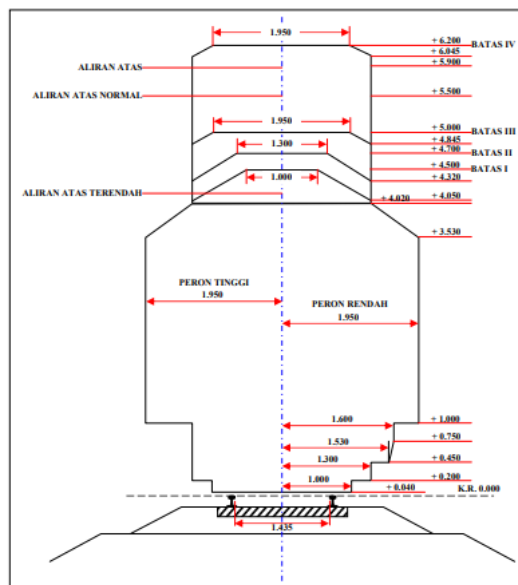 1.950
+ 6.200
BATAS IV
+ 6.045
+ 5.900
ALIRAN ATAS
ALIRAN ATAS NORMAL
+ 5.500
1.950
+ 5.000
BATAS III
+ 4.845
1.300
+ 4.700
BATAS II
+ 4.500
BATAS I
1.000
+ 4.320
ALIRAN ATAS TERENDAH
+ 4.050
+ 4.020
+ 3.530
PERON TINGGI
1.950
PERON RENDAH
1.950
1.600
+ 1.000
1.530
+ 0.750
1.300
+ 0.450
1.000
+ 0.200
+ 0.040
K.R. 0.000
1.435